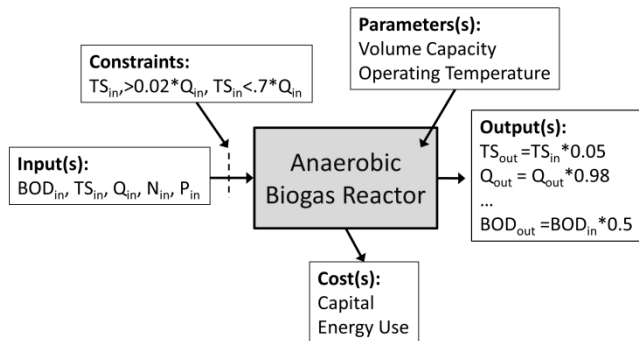 Parameters(s):
Volume Capacity
Operating Temperature
Constraints:
TSin,>0.02*Qin, TSin<.7*Qin
Input(s):
BODin, TSin, Qin, Nin, Pin
Anaerobic
Biogas Reactor
Output(s):
TSout =TSin*0.05
Qout = Qout*0.98
...
BODout =BODin*0.5
Cost(s):
Capital
Energy Use